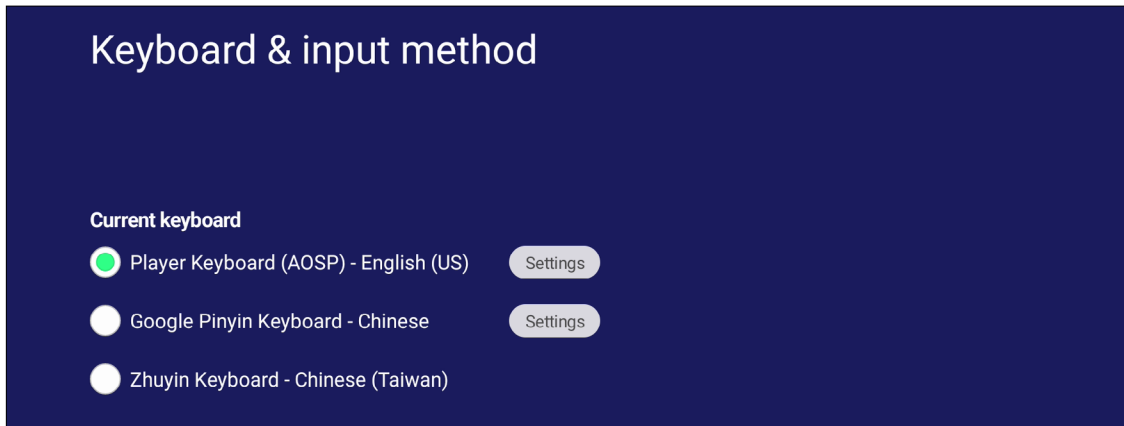 Keyboard & input method
Current keyboard
Player Keyboard (AOSP) - English (US) Settings
Google Pinyin Keyboard - Chinese Settings
Zhuyin Keyboard - Chinese (Taiwan)